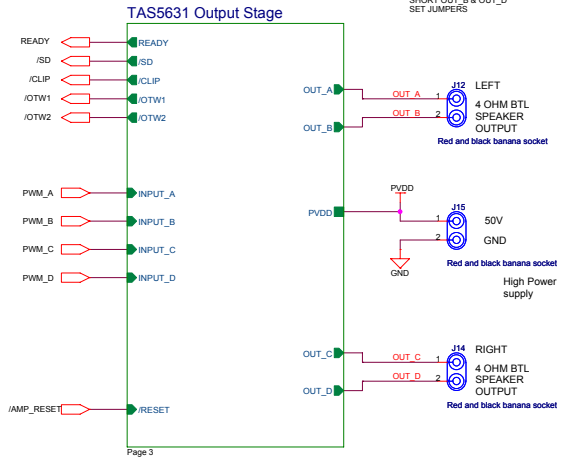 SHORT OUT_B & OUT_D
SET JUMPERS
TAS5631 Output Stage
READY
READY
/SD
/SD
/CLIP
/CLIP
/OTW1
/OTW1
/OTW2
/OTW2
OUT_A
OUT_A
1
J12
LEFT
OUT_B
OUT_B
2
4 OHM BTL
SPEAKER
OUTPUT
Red and black banana socket
PWM_A
INPUT_A
PWM_B
INPUT_B
PWM_C
INPUT_C
PWM_D
INPUT_D
PVDD
PVDD
J15
1
50V
2
GND
GND
Red and black banana socket
High Power
supply
OUT_C
OUT_C
1
J14
RIGHT
OUT_D
OUT_D
2
4 OHM BTL
SPEAKER
OUTPUT
Red and black banana socket
/AMP_RESET
/RESET
Page 3